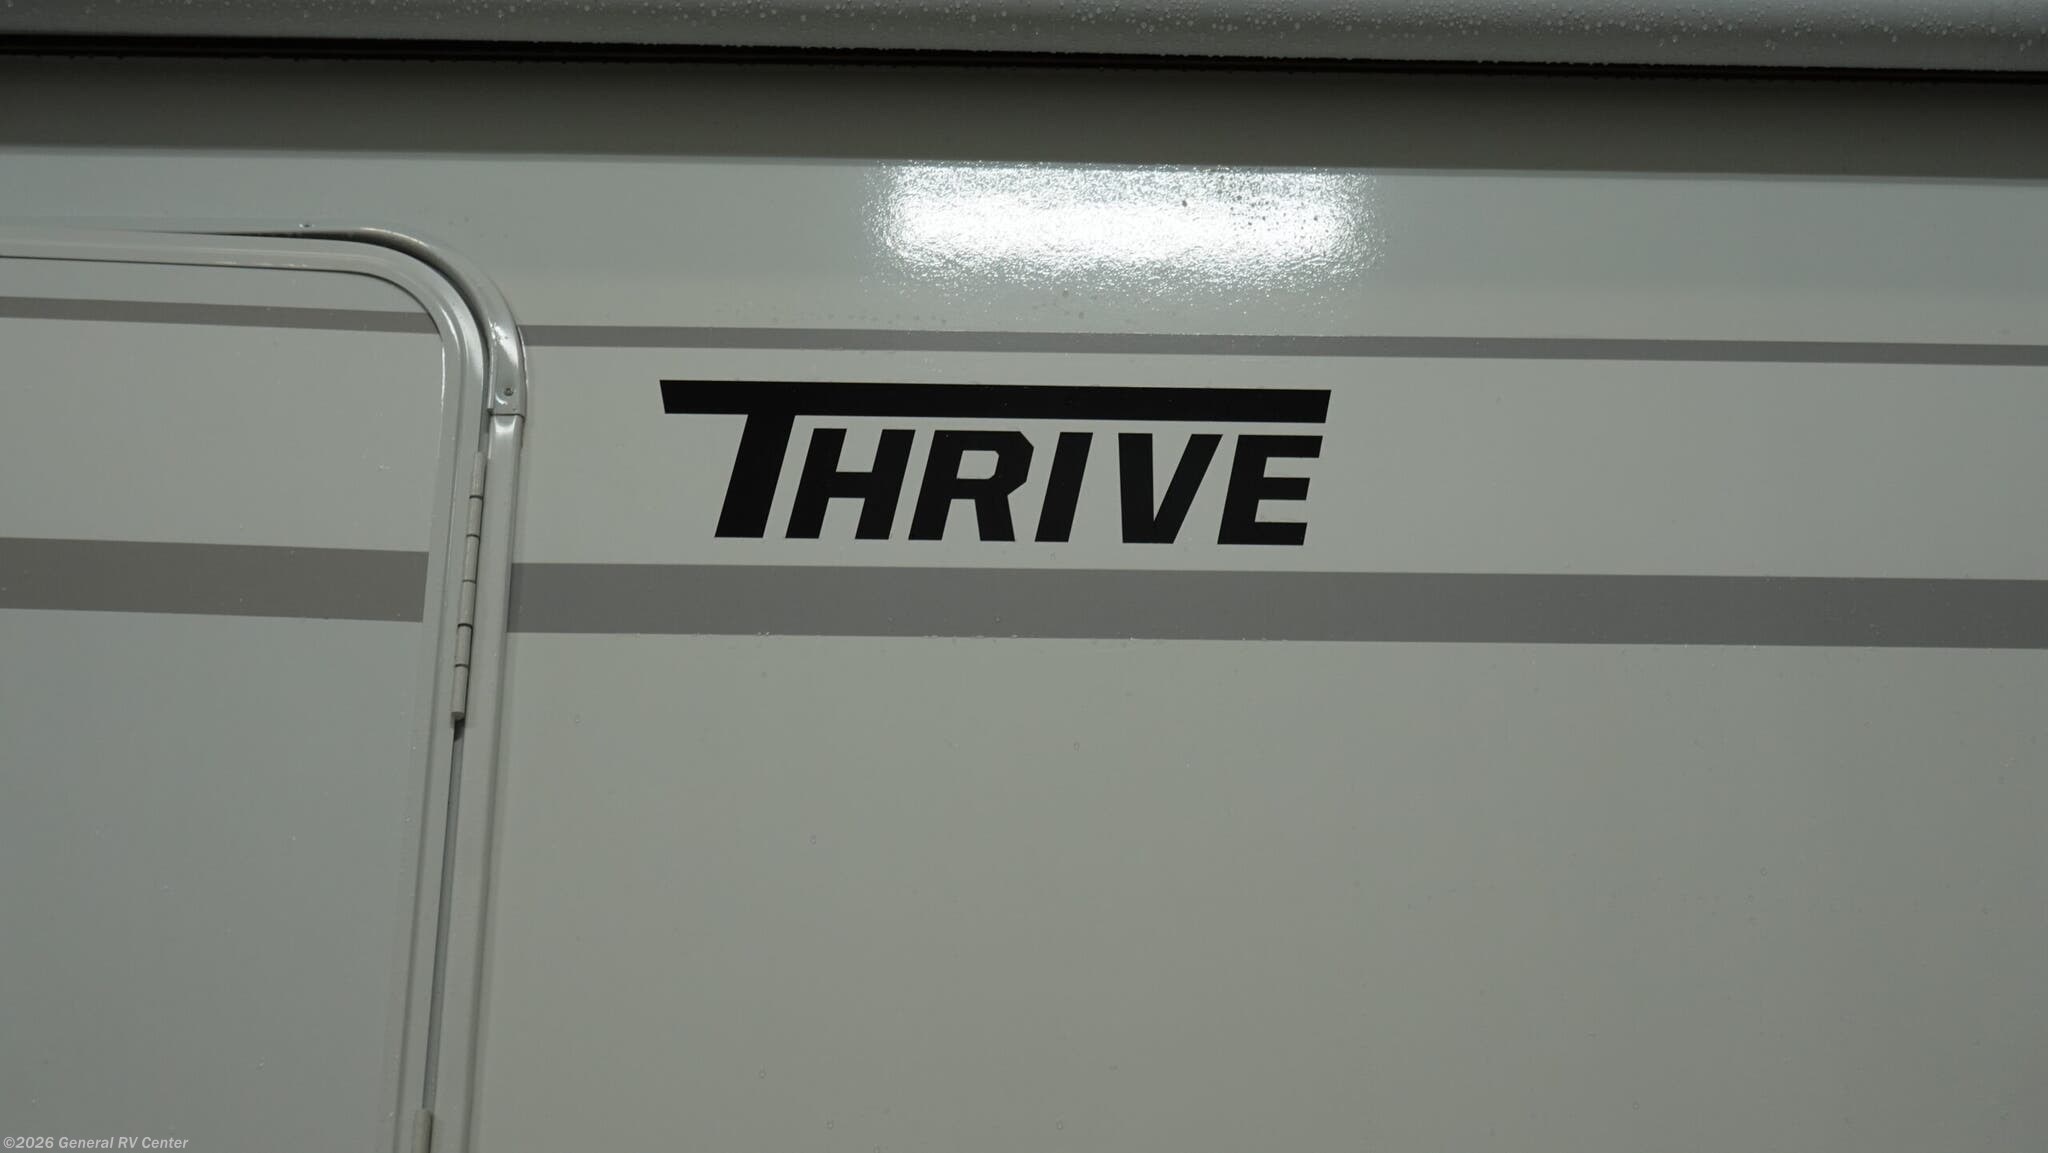 THRIVE
©2026 General RV Center